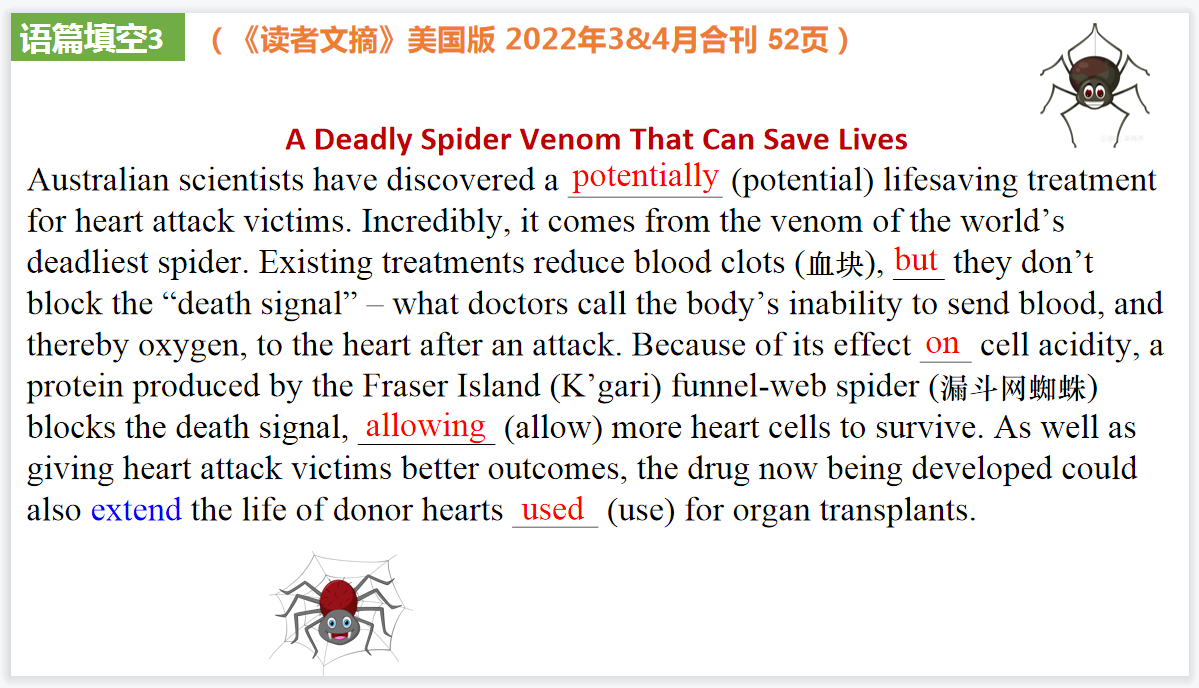 语篇填空3 (《读者文摘》美国版 2022年3&4月合刊 52页)
A Deadly Spider Venom That Can Save Lives
Australian scientists have discovered a potentially (potential) lifesaving treatment
for heart attack victims. Incredibly, it comes from the venom of the world’s
deadliest spider. Existing treatments reduce blood clots (血块), but they don’t
block the “death signal” – what doctors call the body’s inability to send blood, and
thereby oxygen, to the heart after an attack. Because of its effect on cell acidity, a
protein produced by the Fraser Island (K’gari) funnel-web spider (漏斗网蜘蛛)
blocks the death signal, allowing (allow) more heart cells to survive. As well as
giving heart attack victims better outcomes, the drug now being developed could
also extend the life of donor hearts used (use) for organ transplants.